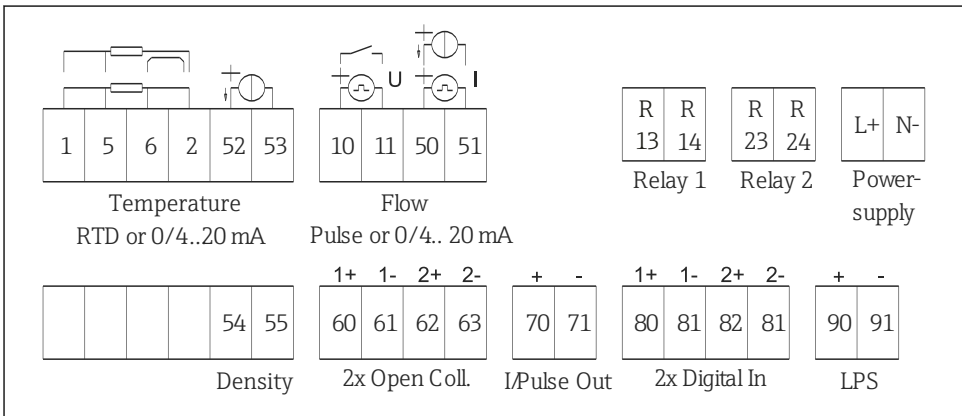 U I
1 5 6 2 52 53 10 11 50 51
R R R R
13 14 23 24
L+ N-
Temperature
RTD or 0/4..20 mA
Flow
Pulse or 0/4.. 20 mA
Relay 1
Relay 2
Power-
supply
1+ 1- 2+ 2- + - 1+ 1- 2+ 2- + -
54 55 60 61 62 63 70 71 80 81 82 81 90 91
Density 2x Open Coll. I/Pulse Out 2x Digital In LPS